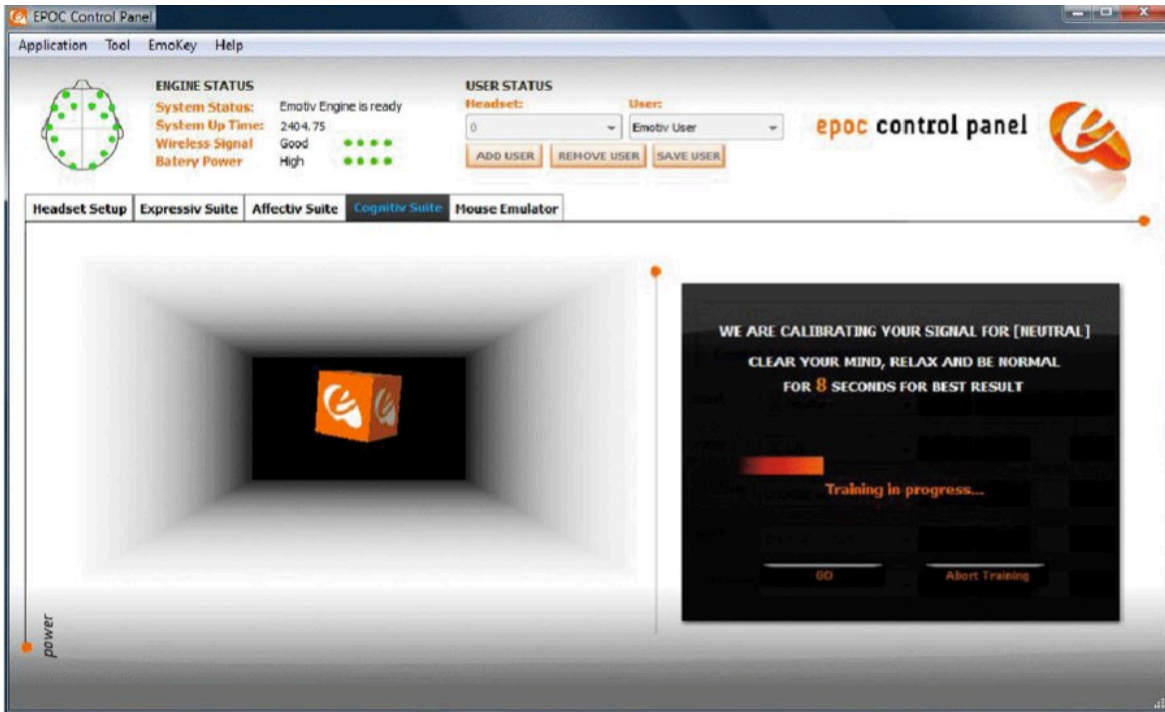 EPOC Control Panel
Application Tool EmoKey Help
ENGINE STATUS
System Status: Emotiv Engine is ready
System Up Time: 2404.75
Wireless Signal Good
Batery Power High
USER STATUS
Headset: User:
0 Emotiv User
ADD USER REMOVE USER SAVE USER
epoc control panel
Headset Setup Expressiv Suite Affectiv Suite Cognitiv Suite Mouse Emulator
WE ARE CALIBRATING YOUR SIGNAL FOR [NEUTRAL]
CLEAR YOUR MIND, RELAX AND BE NORMAL
FOR 8 SECONDS FOR BEST RESULT
Training in progress...
GO Abort Training
power